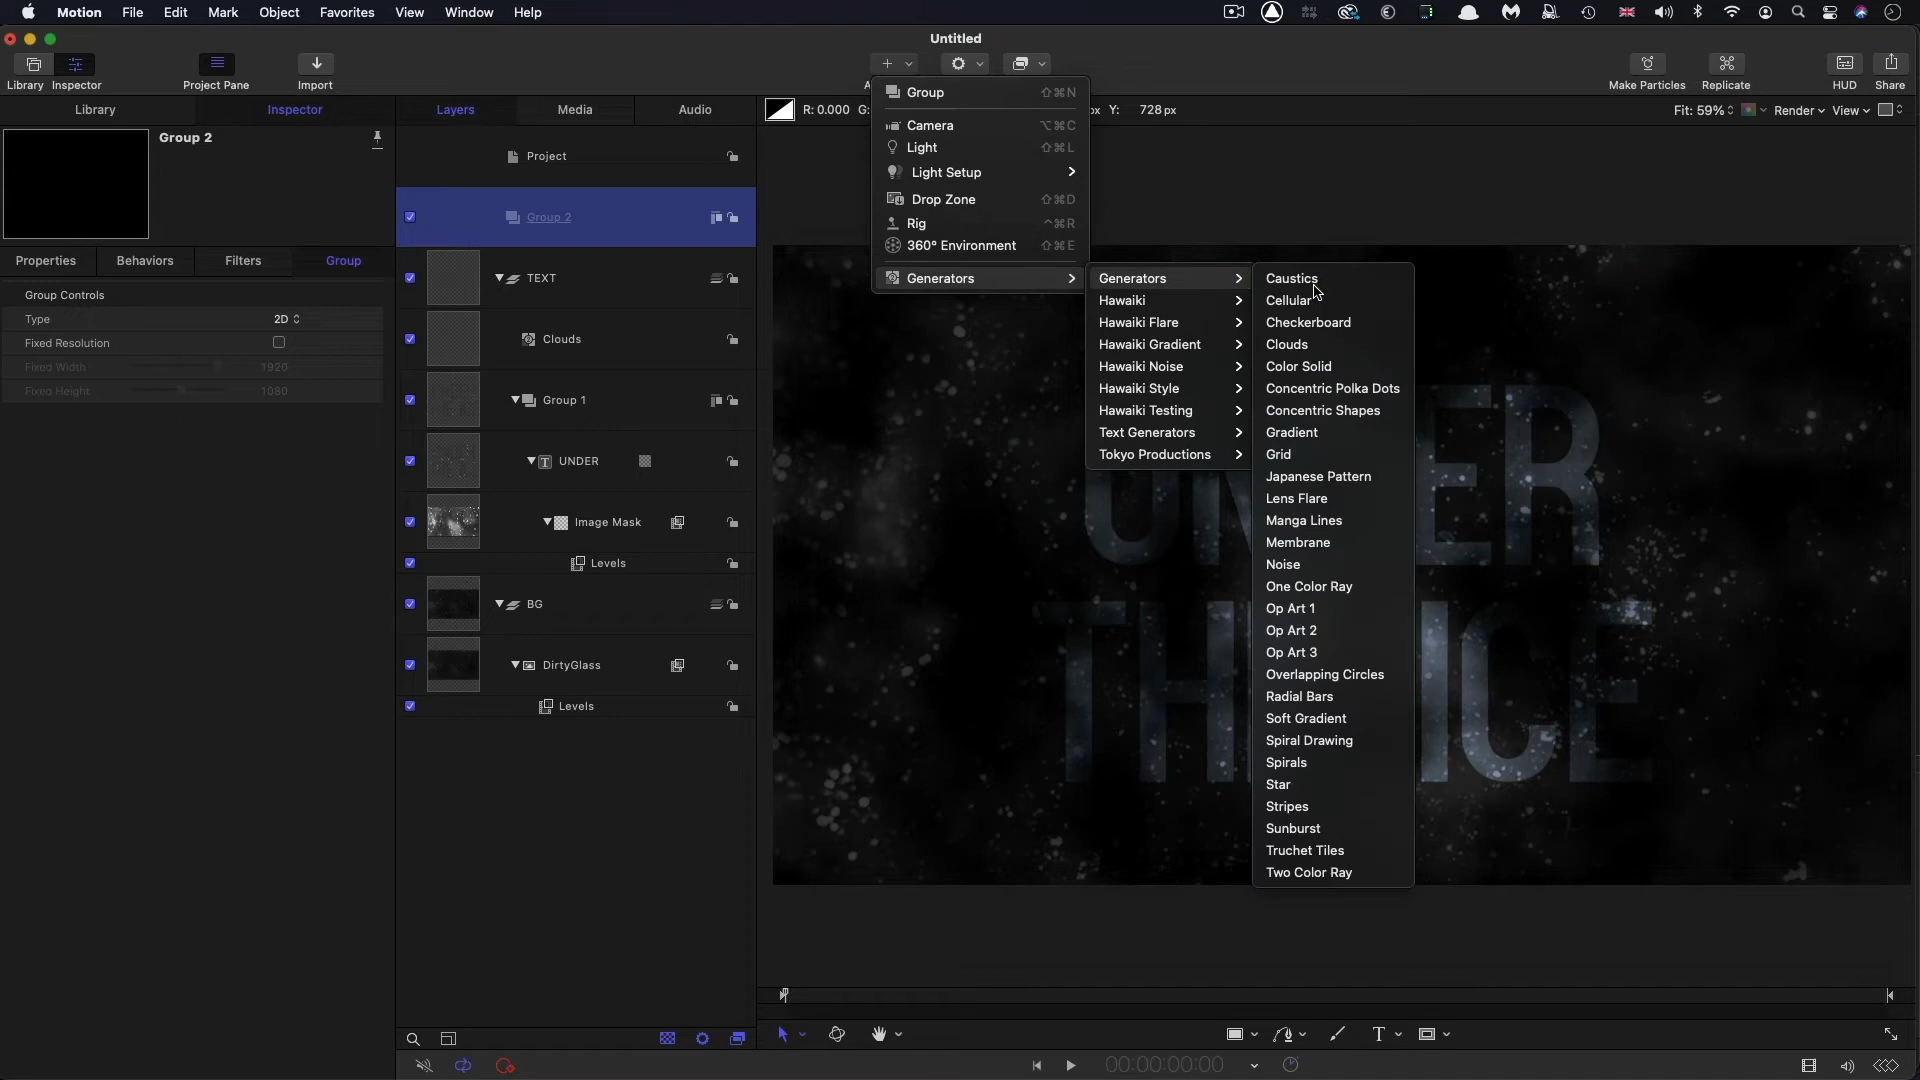 Motion File Edit Mark Object Favorites View Window Help
Untitled
Library Inspector Project Pane Import Make Particles Replicate HUD Share
Library Inspector Layers Media Audio R: 0.000 G: px Y: 728 px Fit: 59% Render View
Group 2
Properties Behaviors Filters Group
Group Controls
Type 2D
Fixed Resolution
Fixed Width 1920
Fixed Height 1080
Project
Group 2
TEXT
Clouds
Group 1
T UNDER
Image Mask
Levels
BG
DirtyGlass
Levels
Group ⇧⌘N
Camera ⌥⌘C
Light ⇧⌘L
Light Setup
Drop Zone ⇧⌘D
Rig ^⌘R
360° Environment ⇧⌘E
Generators
Generators
Hawaiki
Hawaiki Flare
Hawaiki Gradient
Hawaiki Noise
Hawaiki Style
Hawaiki Testing
Text Generators
Tokyo Productions
Caustics
Cellular
Checkerboard
Clouds
Color Solid
Concentric Polka Dots
Concentric Shapes
Gradient
Grid
Japanese Pattern
Lens Flare
Manga Lines
Membrane
Noise
One Color Ray
Op Art 1
Op Art 2
Op Art 3
Overlapping Circles
Radial Bars
Soft Gradient
Spiral Drawing
Spirals
Star
Stripes
Sunburst
Truchet Tiles
Two Color Ray
T
00:00:00:00